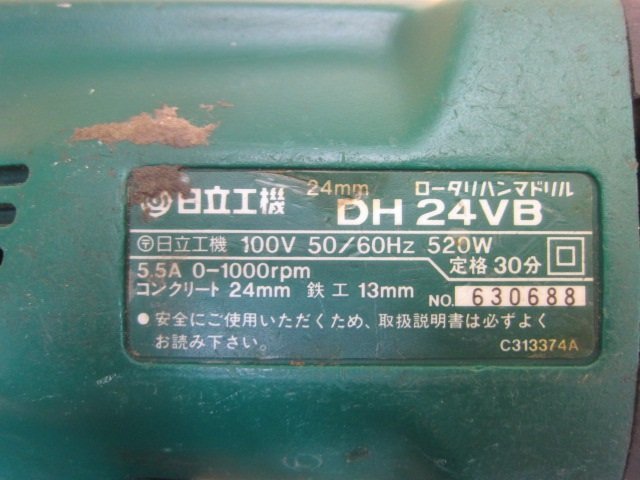 日立工機 24mm ロータリハンマドリル
DH 24VB
〒日立工機 100V 50/60Hz 520W
5.5A 0-1000rpm 定格 30分
コンクリート 24mm 鉄工 13mm NO. 630688
● 安全にご使用いただくため、取扱説明書は必ずよく
お読み下さい。 C313374A